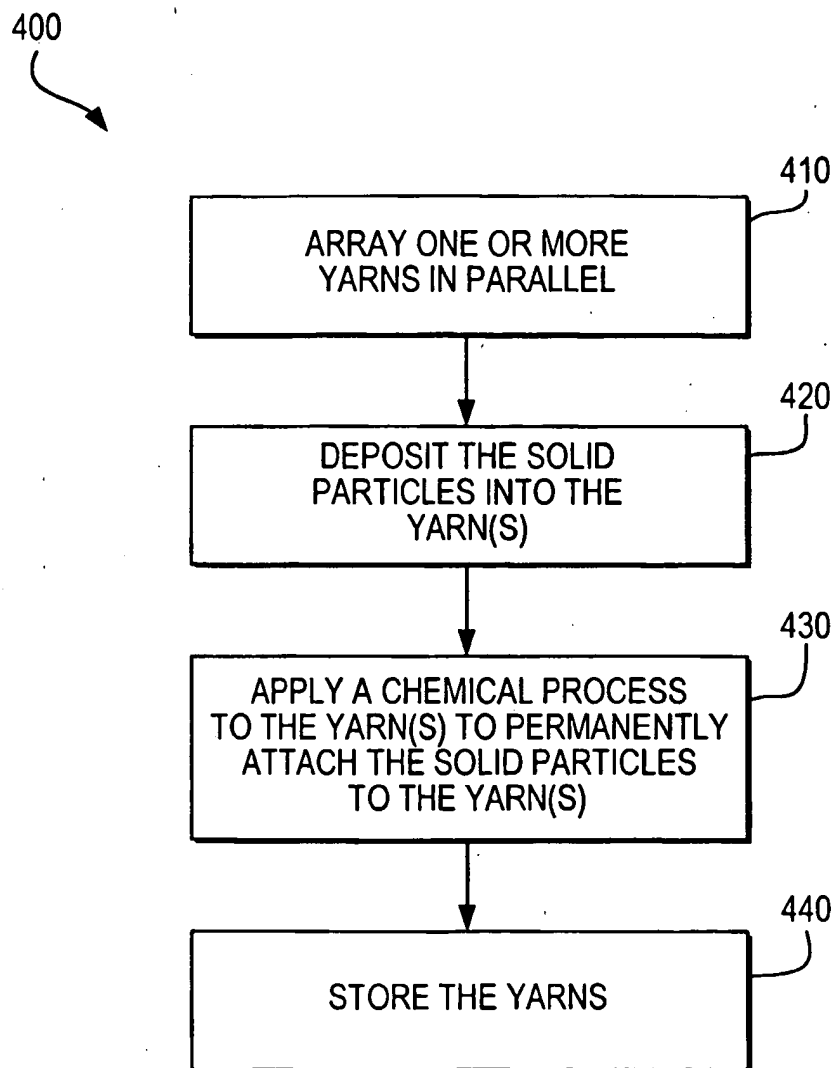 400
410
ARRAY ONE OR MORE
YARNS IN PARALLEL
420
DEPOSIT THE SOLID
PARTICLES INTO THE
YARN(S)
430
APPLY A CHEMICAL PROCESS
TO THE YARN(S) TO PERMANENTLY
ATTACH THE SOLID PARTICLES
TO THE YARN(S)
440
STORE THE YARNS